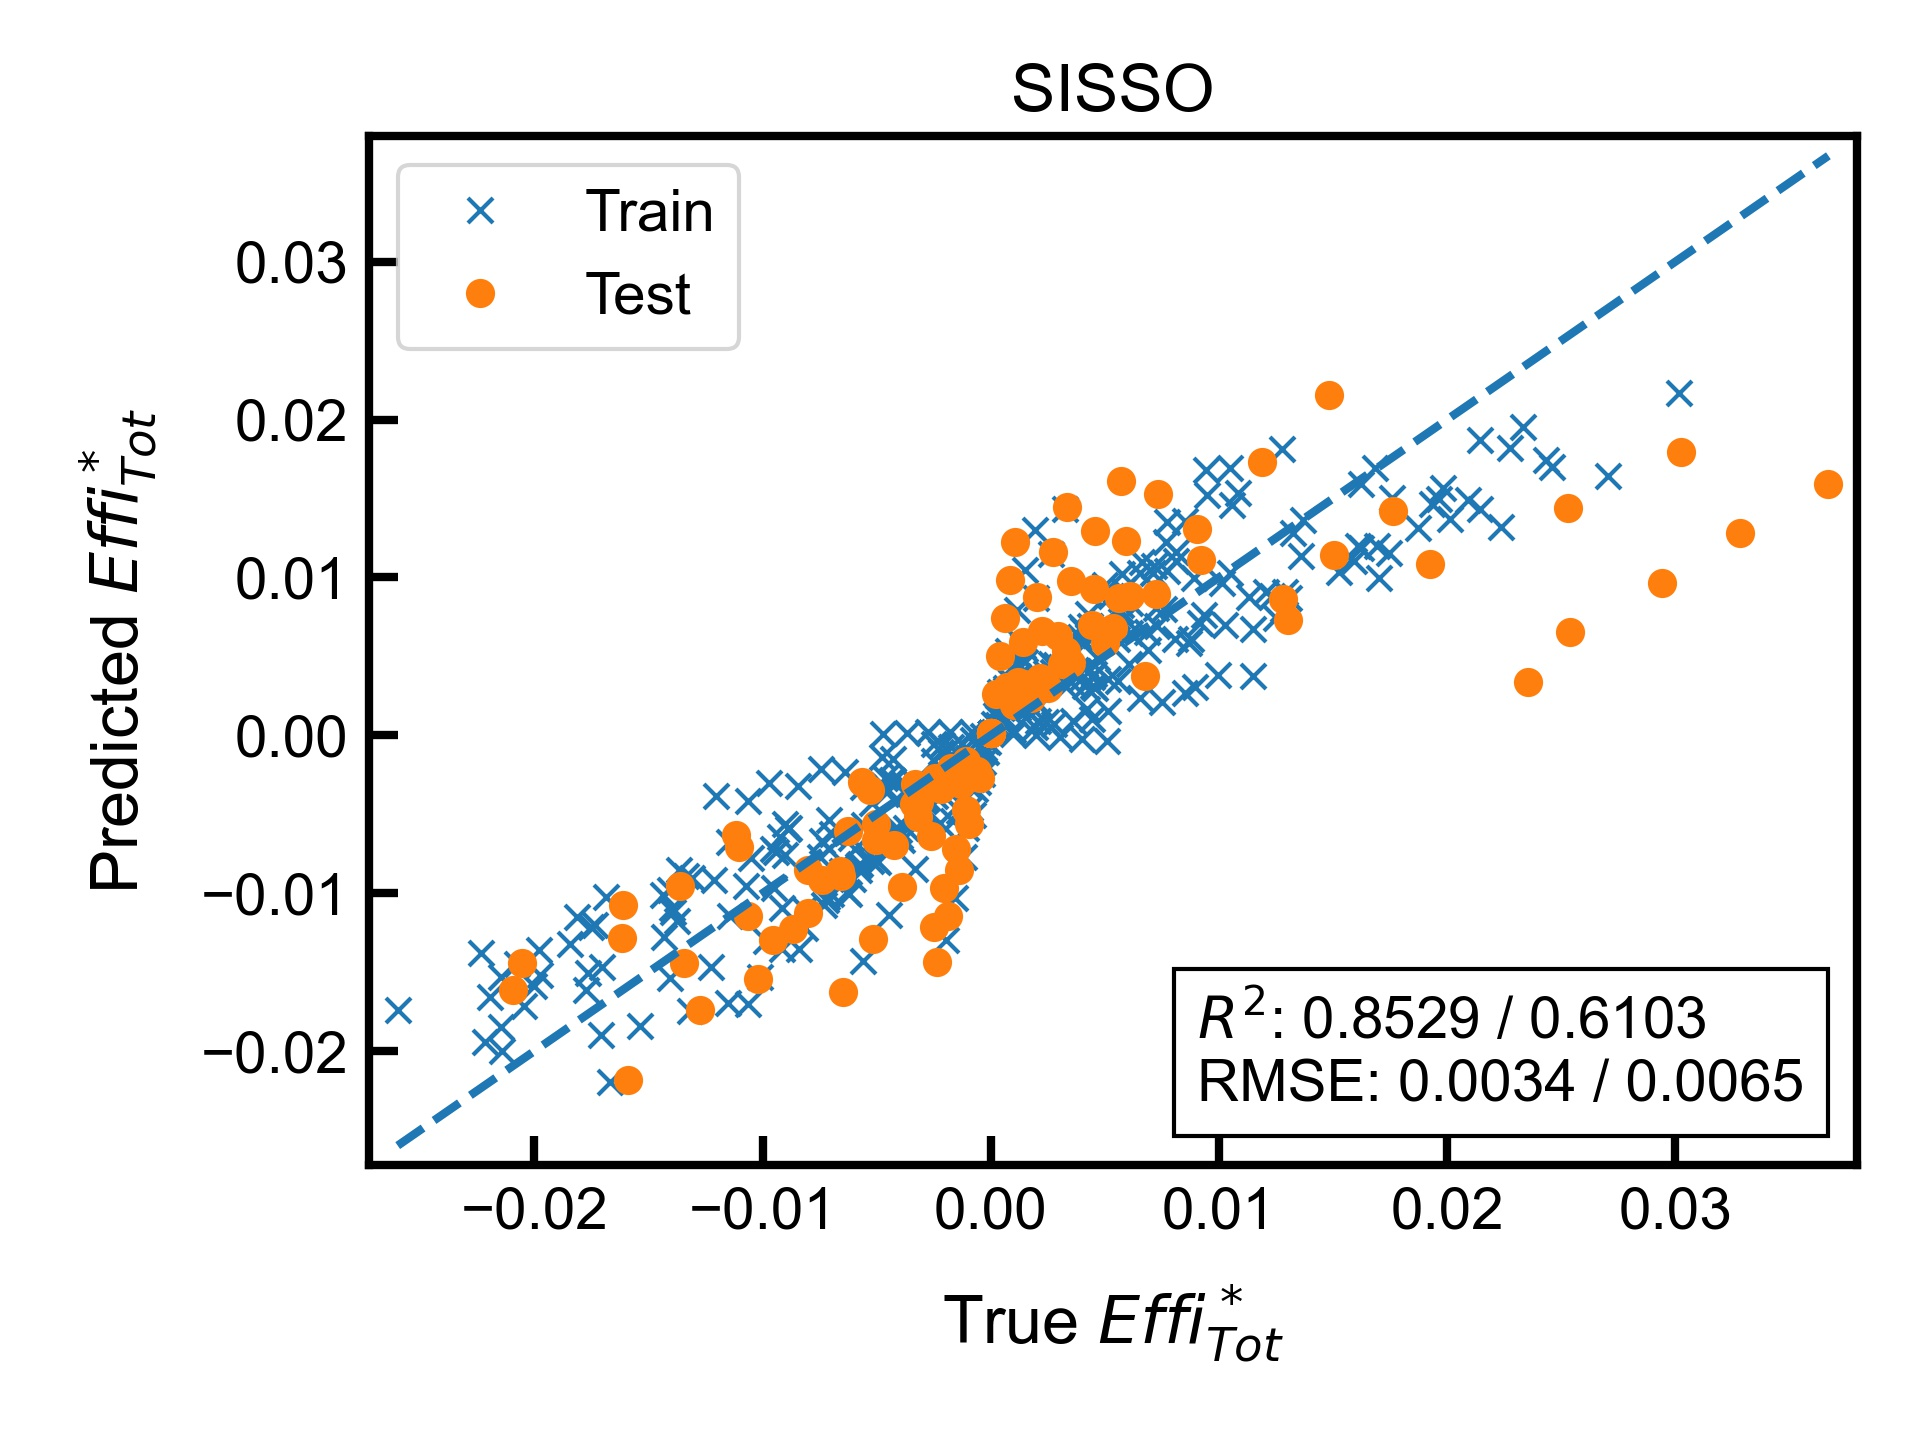 SISSO
Train
Test
0.03
0.02
0.01
0.00
−0.01
−0.02
Predicted Effi*Tot
R²: 0.8529 / 0.6103
RMSE: 0.0034 / 0.0065
−0.02 −0.01 0.00 0.01 0.02 0.03
True Effi*Tot